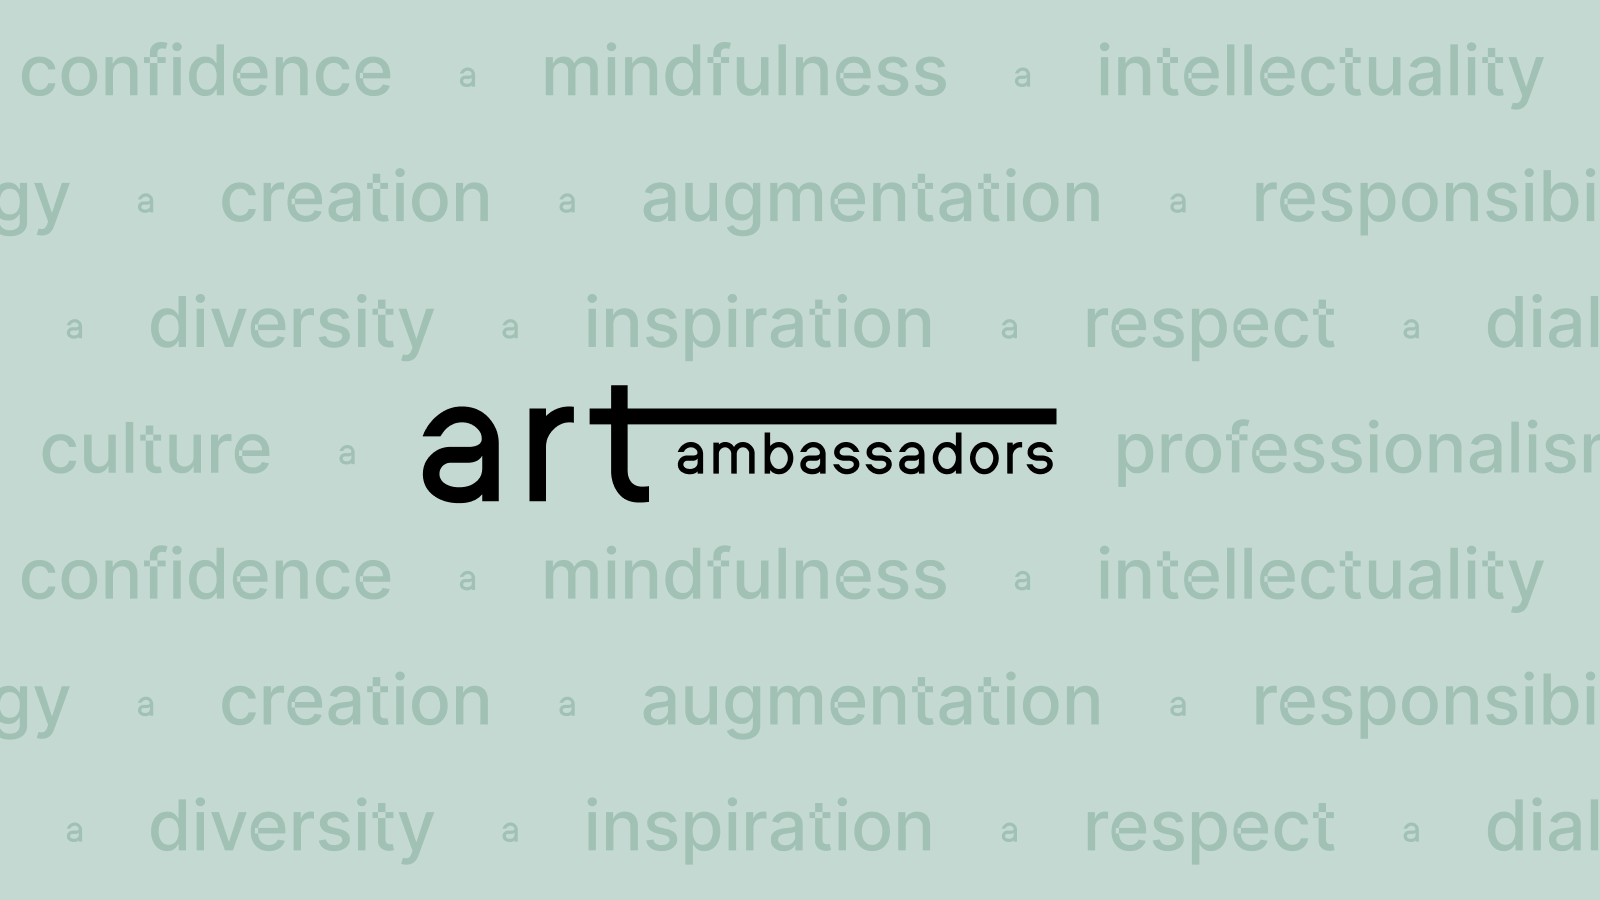 confidence a mindfulness a intellectuality
gy a creation a augmentation a responsibi
a diversity a inspiration a respect a dial
culture a art ambassadors professionalis
confidence a mindfulness a intellectuality
gy a creation a augmentation a responsibi
a diversity a inspiration a respect a dial